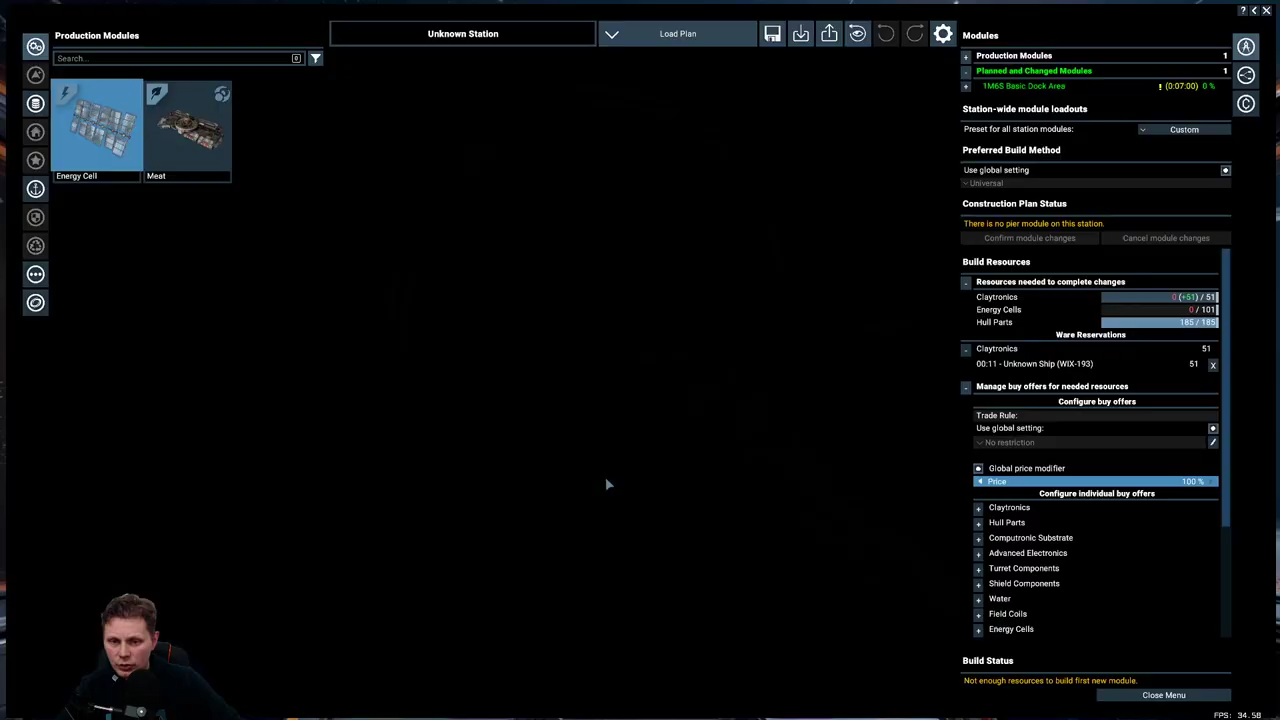 Production Modules
Search...
Energy Cell
Meat
Unknown Station
Load Plan
?
Modules
Production Modules 1
Planned and Changed Modules 1
1M6S Basic Dock Area ! (0:07:00) 0 %
Station-wide module loadouts
Preset for all station modules: Custom
Preferred Build Method
Use global setting
Universal
Construction Plan Status
There is no pier module on this station.
Confirm module changes Cancel module changes
Build Resources
Resources needed to complete changes
Claytronics 0 (+51) / 51
Energy Cells 0 / 101
Hull Parts 185 / 185
Ware Reservations
Claytronics 51
00:11 - Unknown Ship (WIX-193) 51 X
Manage buy offers for needed resources
Configure buy offers
Trade Rule:
Use global setting:
No restriction
Global price modifier
Price 100 %
Configure individual buy offers
Claytronics
Hull Parts
Computronic Substrate
Advanced Electronics
Turret Components
Shield Components
Water
Field Coils
Energy Cells
Build Status
Not enough resources to build first new module.
Close Menu
FPS: 34.58